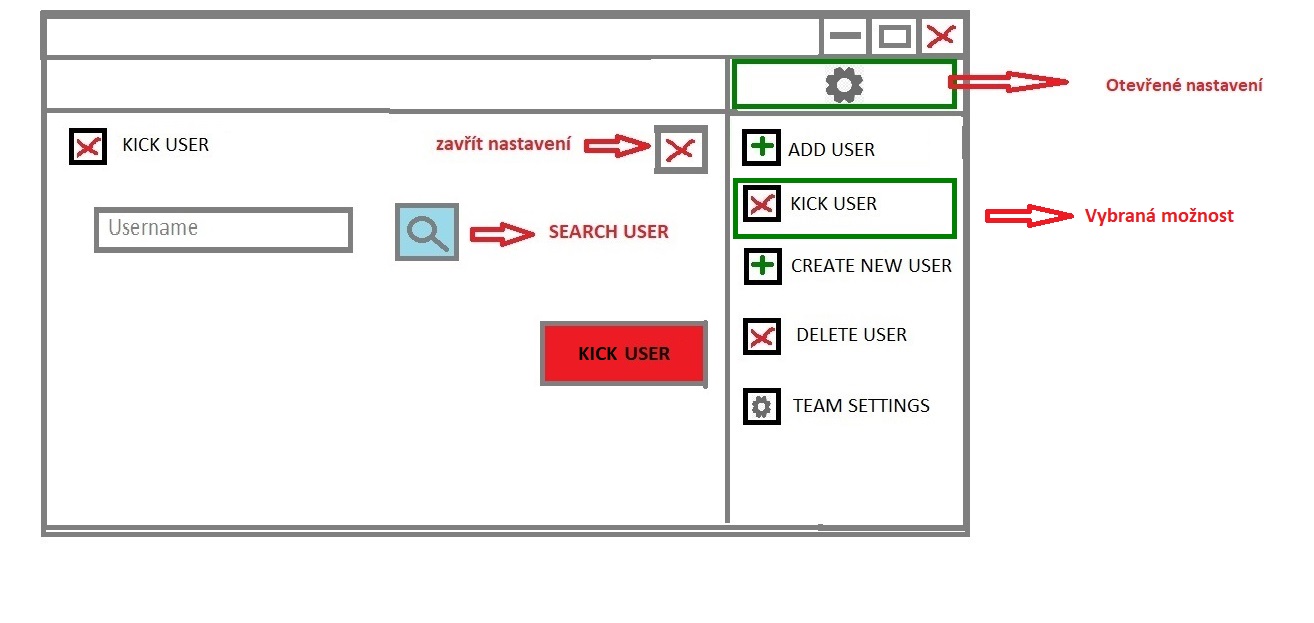 Otevřené nastavení
KICK USER
zavřít nastavení
ADD USER
KICK USER
Vybraná možnost
Username
SEARCH USER
CREATE NEW USER
KICK USER
DELETE USER
TEAM SETTINGS